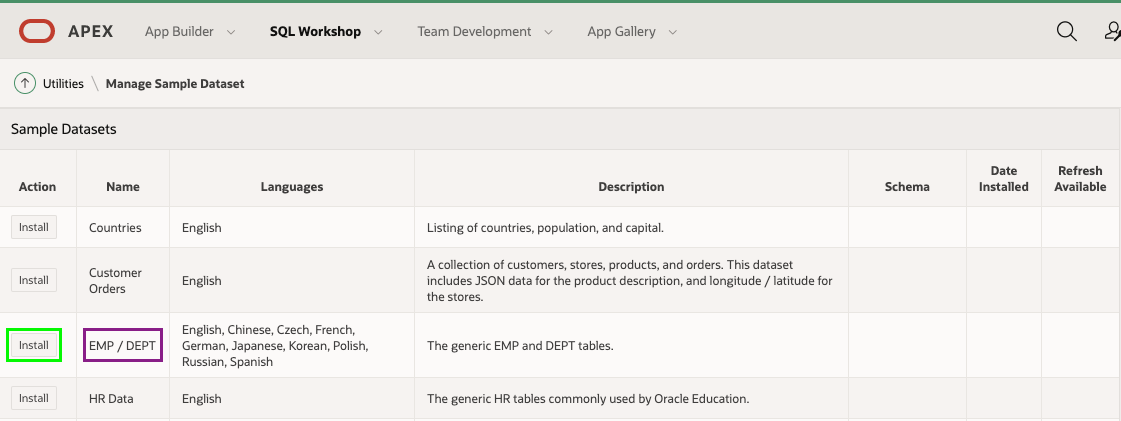 APEX App Builder SQL Workshop Team Development App Gallery
Utilities \ Manage Sample Dataset
Sample Datasets
Action Name Languages Description Schema Date Installed Refresh Available
Install Countries English Listing of countries, population, and capital.
Install Customer Orders English A collection of customers, stores, products, and orders. This dataset
includes JSON data for the product description, and longitude / latitude for
the stores.
Install EMP / DEPT English, Chinese, Czech, French,
German, Japanese, Korean, Polish,
Russian, Spanish
The generic EMP and DEPT tables.
Install HR Data English The generic HR tables commonly used by Oracle Education.